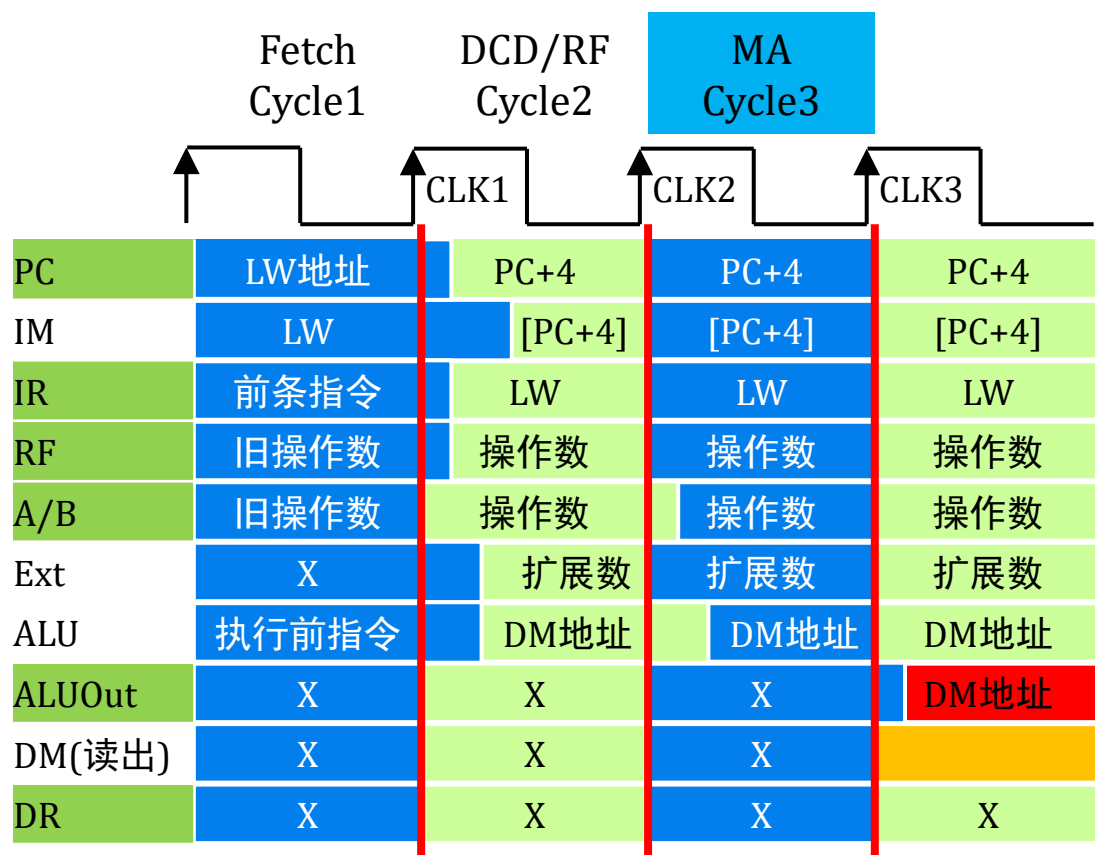 Fetch
Cycle1
DCD/RF
Cycle2
MA
Cycle3
CLK1 CLK2 CLK3
PC LW地址 PC+4 PC+4 PC+4
IM LW [PC+4] [PC+4] [PC+4]
IR 前条指令 LW LW LW
RF 旧操作数 操作数 操作数 操作数
A/B 旧操作数 操作数 操作数 操作数
Ext X 扩展数 扩展数 扩展数
ALU 执行前指令 DM地址 DM地址 DM地址
ALUOut X X X DM地址
DM(读出) X X X
DR X X X X